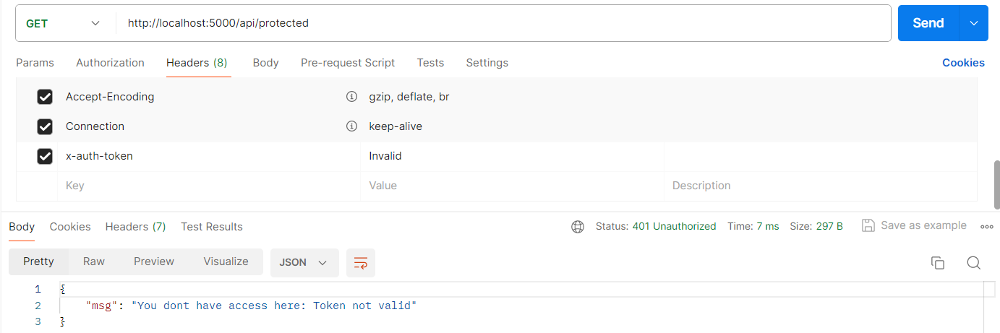 GET http://localhost:5000/api/protected Send
Params Authorization Headers (8) Body Pre-request Script Tests Settings Cookies
Accept-Encoding gzip, deflate, br
Connection keep-alive
x-auth-token Invalid
Key Value Description
Body Cookies Headers (7) Test Results Status: 401 Unauthorized Time: 7 ms Size: 297 B Save as example
Pretty Raw Preview Visualize JSON
1 {
2 "msg": "You dont have access here: Token not valid"
3 }